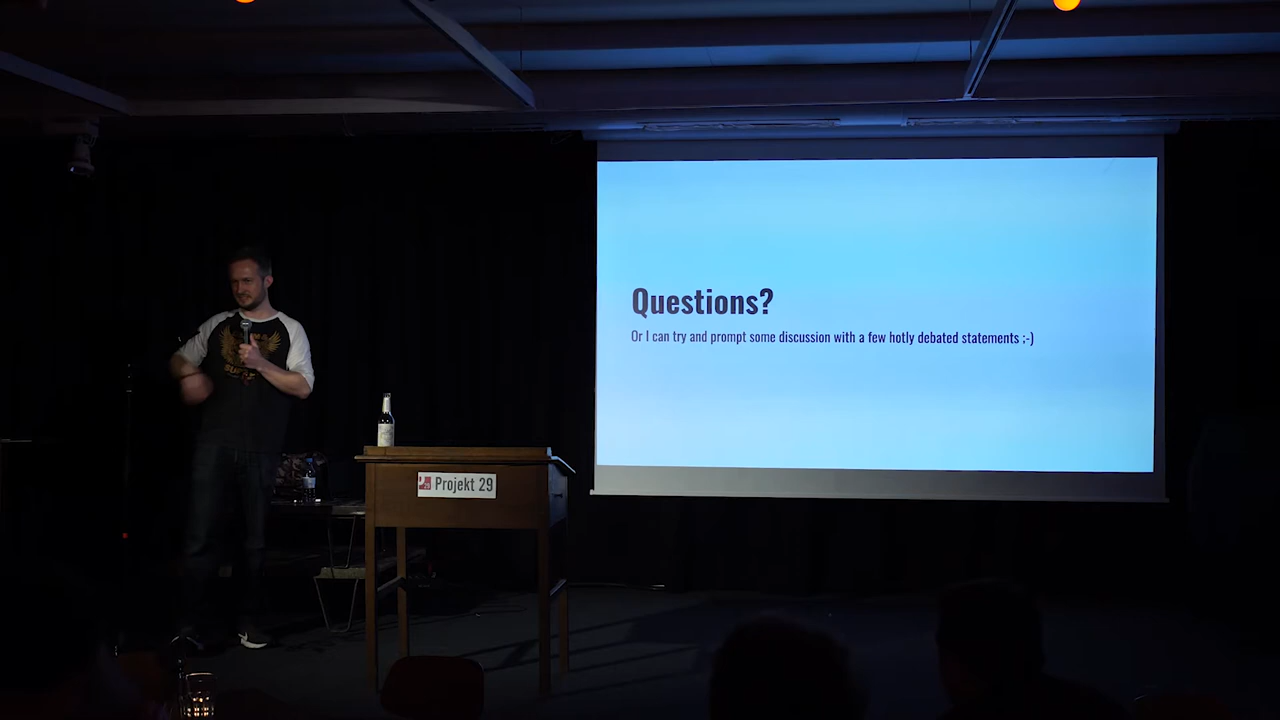 Questions?
Or I can try and prompt some discussion with a few hotly debated statements ;-)
Projekt 29